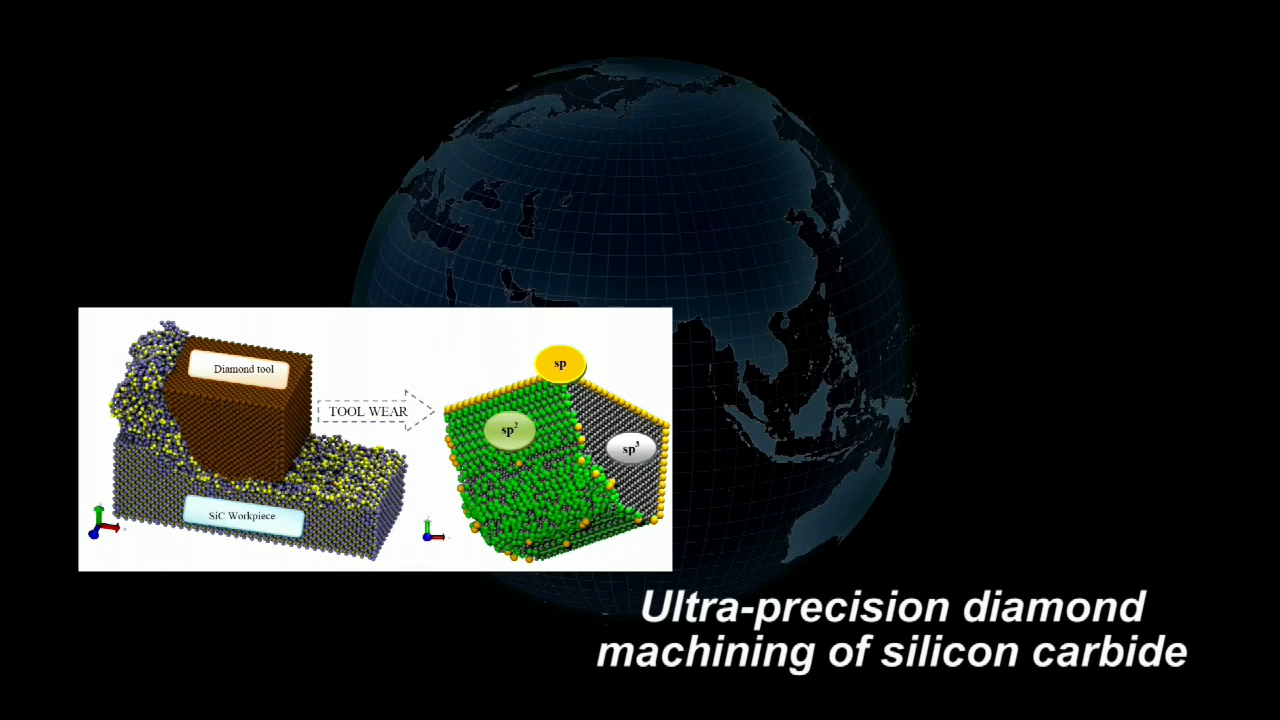 Diamond tool
TOOL WEAR
SiC Workpiece
sp
sp²
sp³
Ultra-precision diamond
machining of silicon carbide